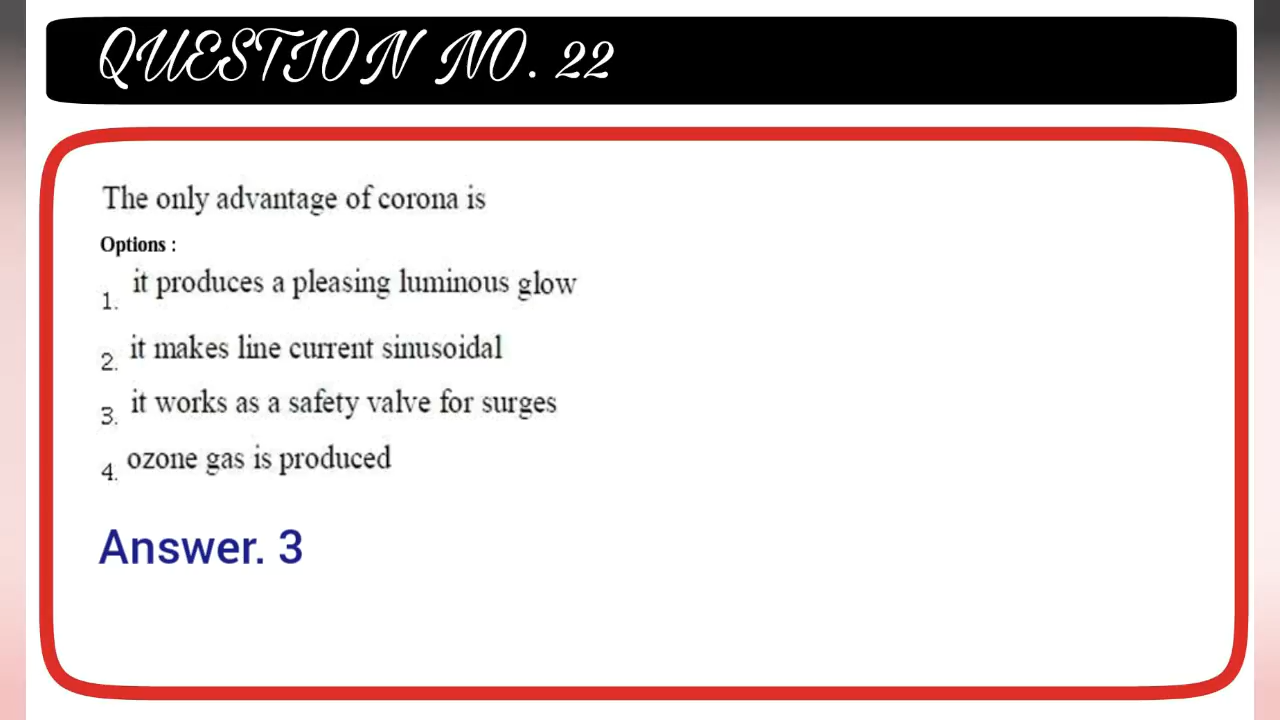 QUESTION NO. 22
The only advantage of corona is
Options :
1. it produces a pleasing luminous glow
2. it makes line current sinusoidal
3. it works as a safety valve for surges
4. ozone gas is produced
Answer. 3